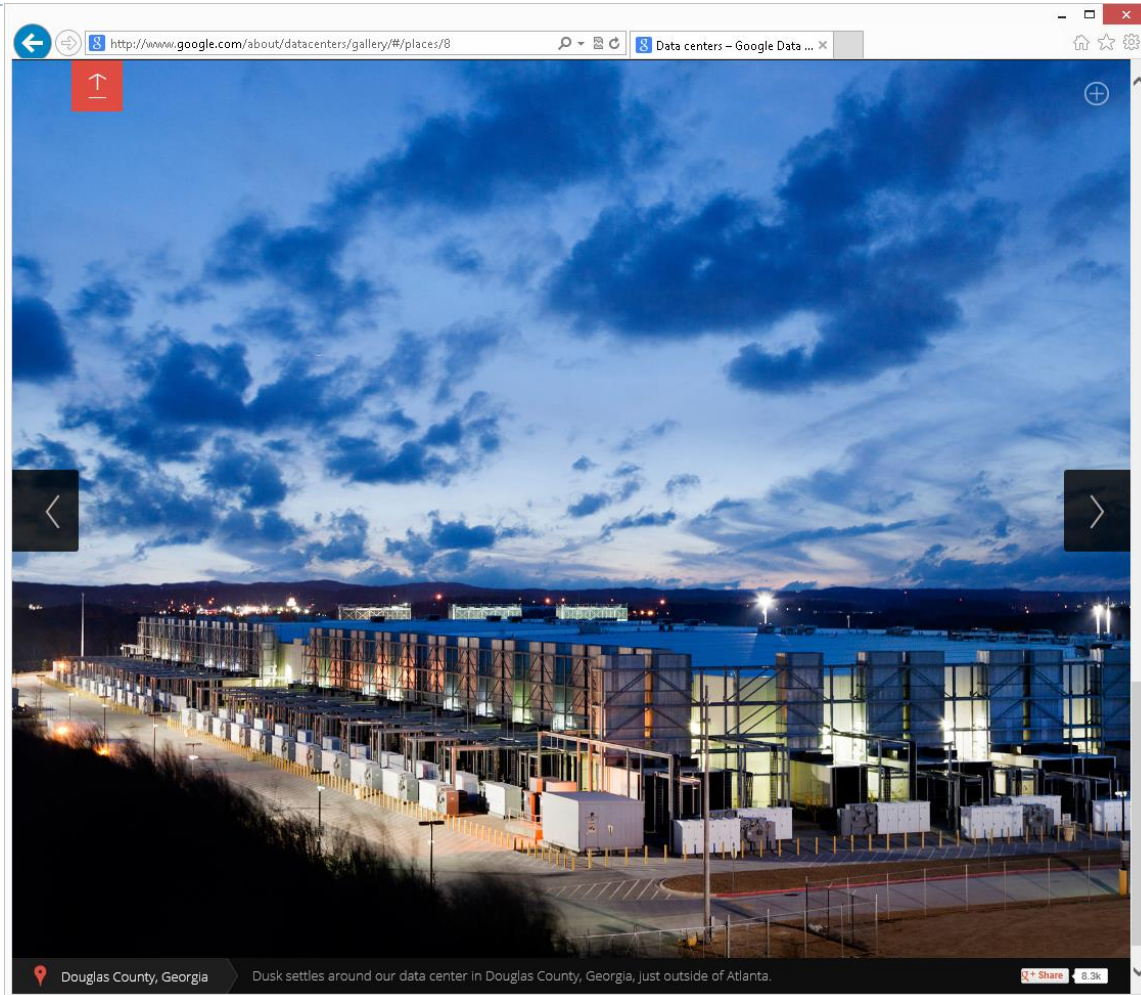 http://www.google.com/about/datacenters/gallery/#/places/8
Data centers – Google Data ...
Douglas County, Georgia
Dusk settles around our data center in Douglas County, Georgia, just outside of Atlanta.
g+ Share 8.3k